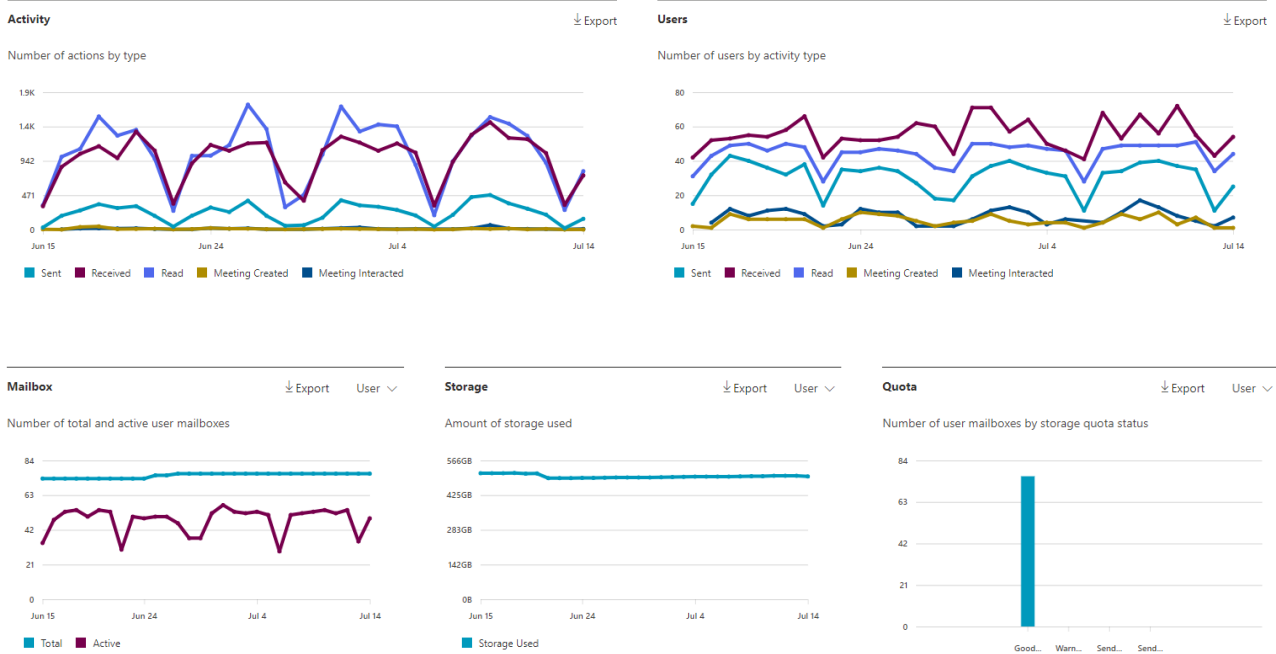 Activity Export
Number of actions by type
1.9K
1.4K
942
471
0
Jun 15 Jun 24 Jul 4 Jul 14
Sent Received Read Meeting Created Meeting Interacted
Users Export
Number of users by activity type
80
60
40
20
0
Jun 15 Jun 24 Jul 4 Jul 14
Sent Received Read Meeting Created Meeting Interacted
Mailbox Export User
Number of total and active user mailboxes
84
63
42
21
0
Jun 15 Jun 24 Jul 4 Jul 14
Total Active
Storage Export User
Amount of storage used
566GB
425GB
283GB
142GB
0B
Jun 15 Jun 24 Jul 4 Jul 14
Storage Used
Quota Export User
Number of user mailboxes by storage quota status
84
63
42
21
0
Good... Warn... Send... Send...